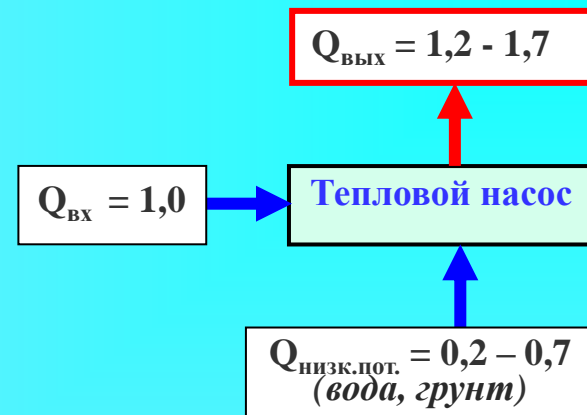 Qвых = 1,2 - 1,7
Qвх = 1,0
Тепловой насос
Qнизк.пот. = 0,2 – 0,7
(вода, грунт)